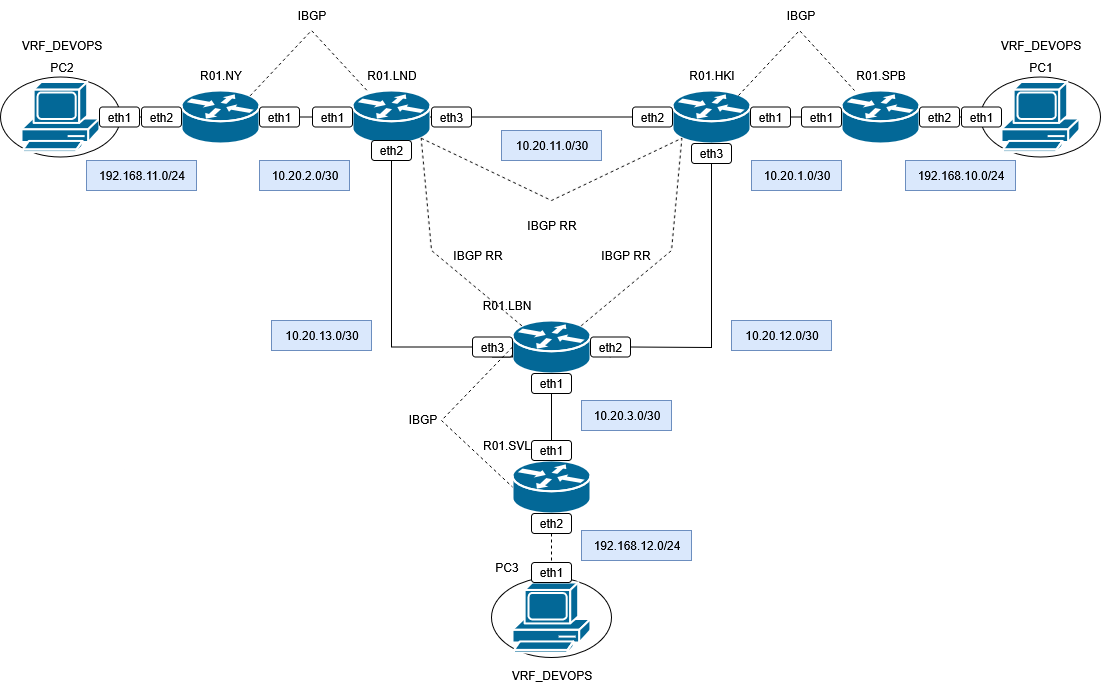 IBGP
IBGP
VRF_DEVOPS
VRF_DEVOPS
PC2
PC1
R01.NY
R01.LND
R01.HKI
R01.SPB
eth1
eth2
eth1
eth1
eth3
eth2
eth1
eth1
eth2
eth1
eth2
eth3
10.20.11.0/30
192.168.11.0/24
10.20.2.0/30
10.20.1.0/30
192.168.10.0/24
IBGP RR
IBGP RR
IBGP RR
R01.LBN
10.20.13.0/30
10.20.12.0/30
eth3
eth2
eth1
10.20.3.0/30
IBGP
R01.SVL
eth1
eth2
192.168.12.0/24
PC3
eth1
VRF_DEVOPS